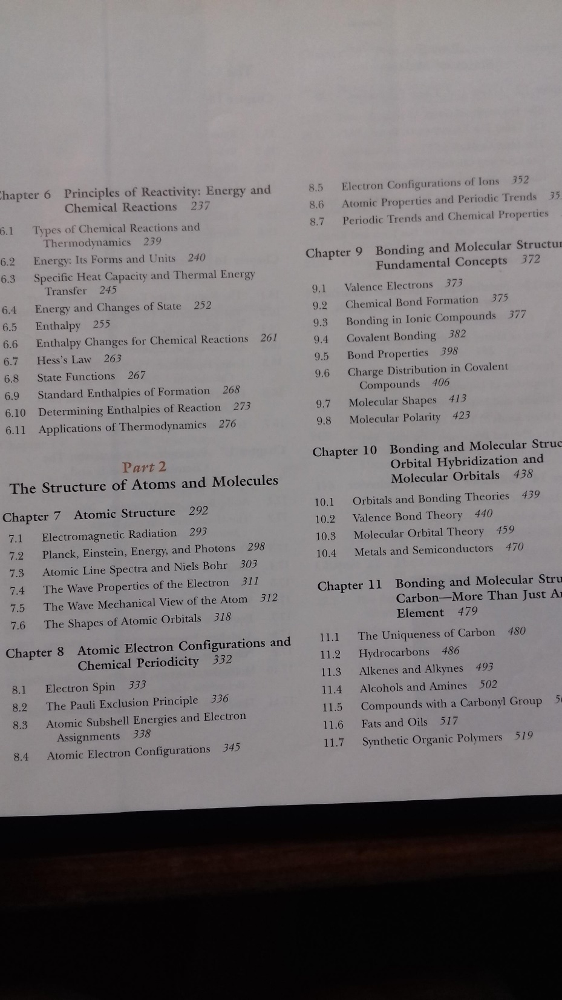 Chapter 6 Principles of Reactivity: Energy and
Chemical Reactions 237
6.1 Types of Chemical Reactions and
Thermodynamics 239
6.2 Energy: Its Forms and Units 240
6.3 Specific Heat Capacity and Thermal Energy
Transfer 245
6.4 Energy and Changes of State 252
6.5 Enthalpy 255
6.6 Enthalpy Changes for Chemical Reactions 261
6.7 Hess's Law 263
6.8 State Functions 267
6.9 Standard Enthalpies of Formation 268
6.10 Determining Enthalpies of Reaction 273
6.11 Applications of Thermodynamics 276
Part 2
The Structure of Atoms and Molecules
Chapter 7 Atomic Structure 292
7.1 Electromagnetic Radiation 293
7.2 Planck, Einstein, Energy, and Photons 298
7.3 Atomic Line Spectra and Niels Bohr 303
7.4 The Wave Properties of the Electron 311
7.5 The Wave Mechanical View of the Atom 312
7.6 The Shapes of Atomic Orbitals 318
Chapter 8 Atomic Electron Configurations and
Chemical Periodicity 332
8.1 Electron Spin 333
8.2 The Pauli Exclusion Principle 336
8.3 Atomic Subshell Energies and Electron
Assignments 338
8.4 Atomic Electron Configurations 345
8.5 Electron Configurations of Ions 352
8.6 Atomic Properties and Periodic Trends 35
8.7 Periodic Trends and Chemical Properties
Chapter 9 Bonding and Molecular Structur
Fundamental Concepts 372
9.1 Valence Electrons 373
9.2 Chemical Bond Formation 375
9.3 Bonding in Ionic Compounds 377
9.4 Covalent Bonding 382
9.5 Bond Properties 398
9.6 Charge Distribution in Covalent
Compounds 406
9.7 Molecular Shapes 413
9.8 Molecular Polarity 423
Chapter 10 Bonding and Molecular Struc
Orbital Hybridization and
Molecular Orbitals 438
10.1 Orbitals and Bonding Theories 439
10.2 Valence Bond Theory 440
10.3 Molecular Orbital Theory 459
10.4 Metals and Semiconductors 470
Chapter 11 Bonding and Molecular Stru
Carbon—More Than Just A
Element 479
11.1 The Uniqueness of Carbon 480
11.2 Hydrocarbons 486
11.3 Alkenes and Alkynes 493
11.4 Alcohols and Amines 502
11.5 Compounds with a Carbonyl Group 5
11.6 Fats and Oils 517
11.7 Synthetic Organic Polymers 519